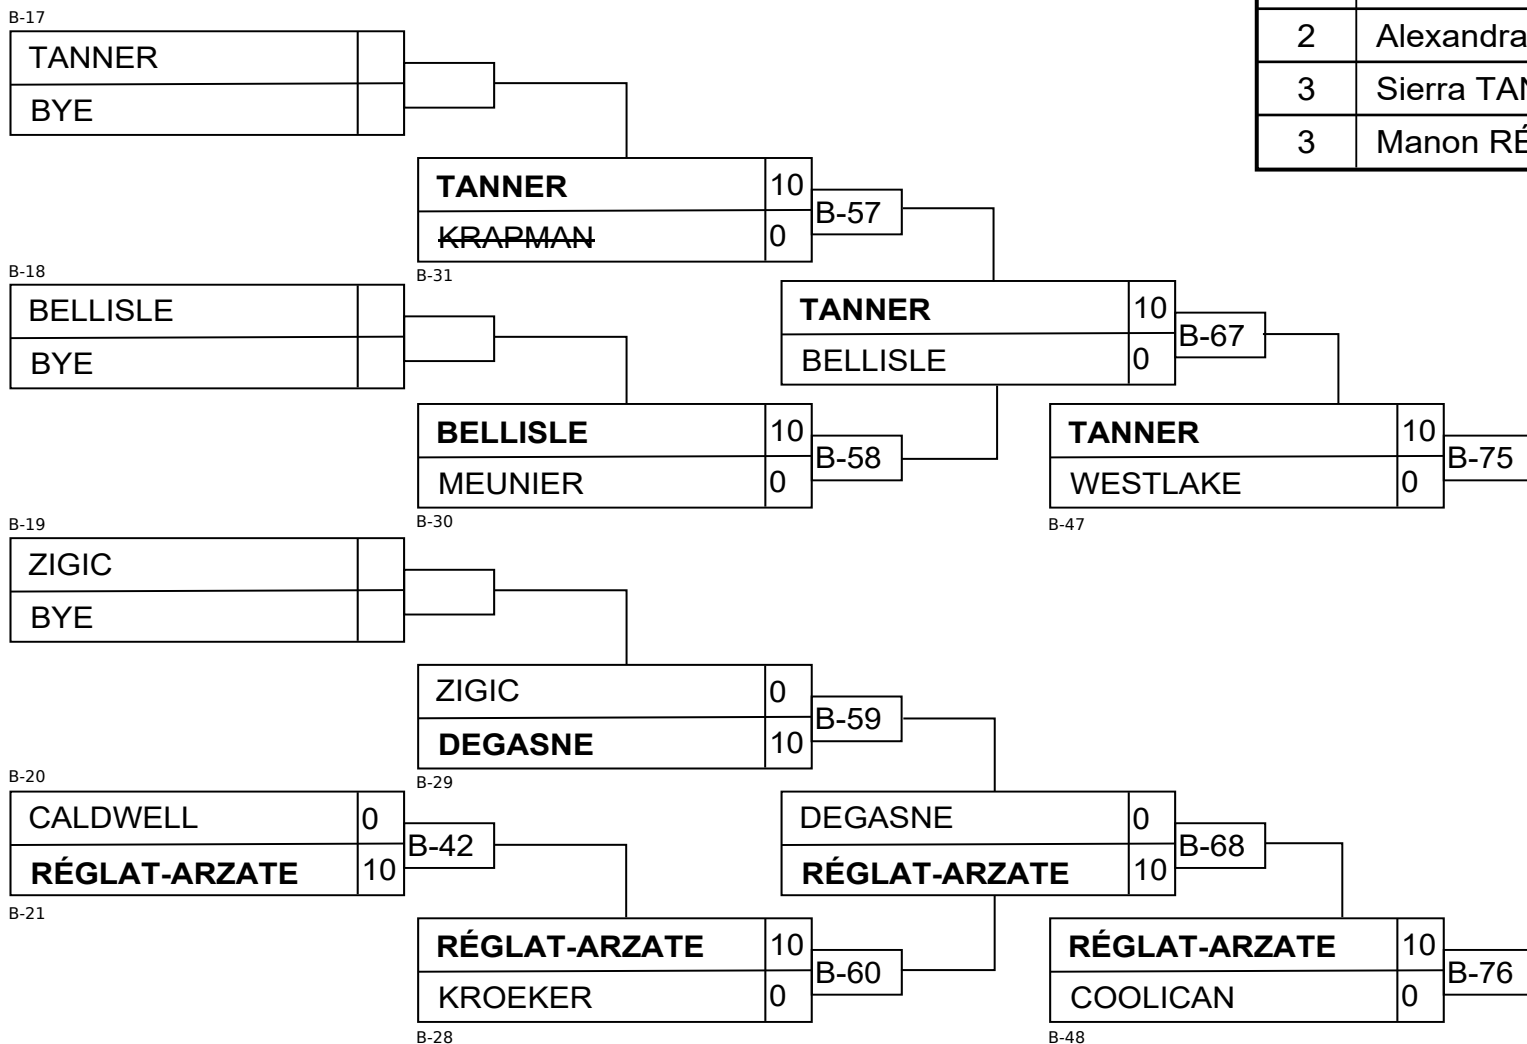 B-17
TANNER
BYE
2 Alexandra
3 Sierra
3 Manon
TANNER 10
KRAPMAN 0
B-57
B-31
B-18
BELLISLE
BYE
TANNER 10
BELLISLE 0
B-67
BELLISLE 10
MEUNIER 0
B-58
B-30
TANNER 10
WESTLAKE 0
B-75
B-47
B-19
ZIGIC
BYE
ZIGIC 0
DEGASNE 10
B-59
B-29
B-20
CALDWELL 0
RÉGLAT-ARZATE 10
B-42
B-21
DEGASNE 0
RÉGLAT-ARZATE 10
B-68
RÉGLAT-ARZATE 10
KROEKER 0
B-60
B-28
RÉGLAT-ARZATE 10
COOLICAN 0
B-76
B-48